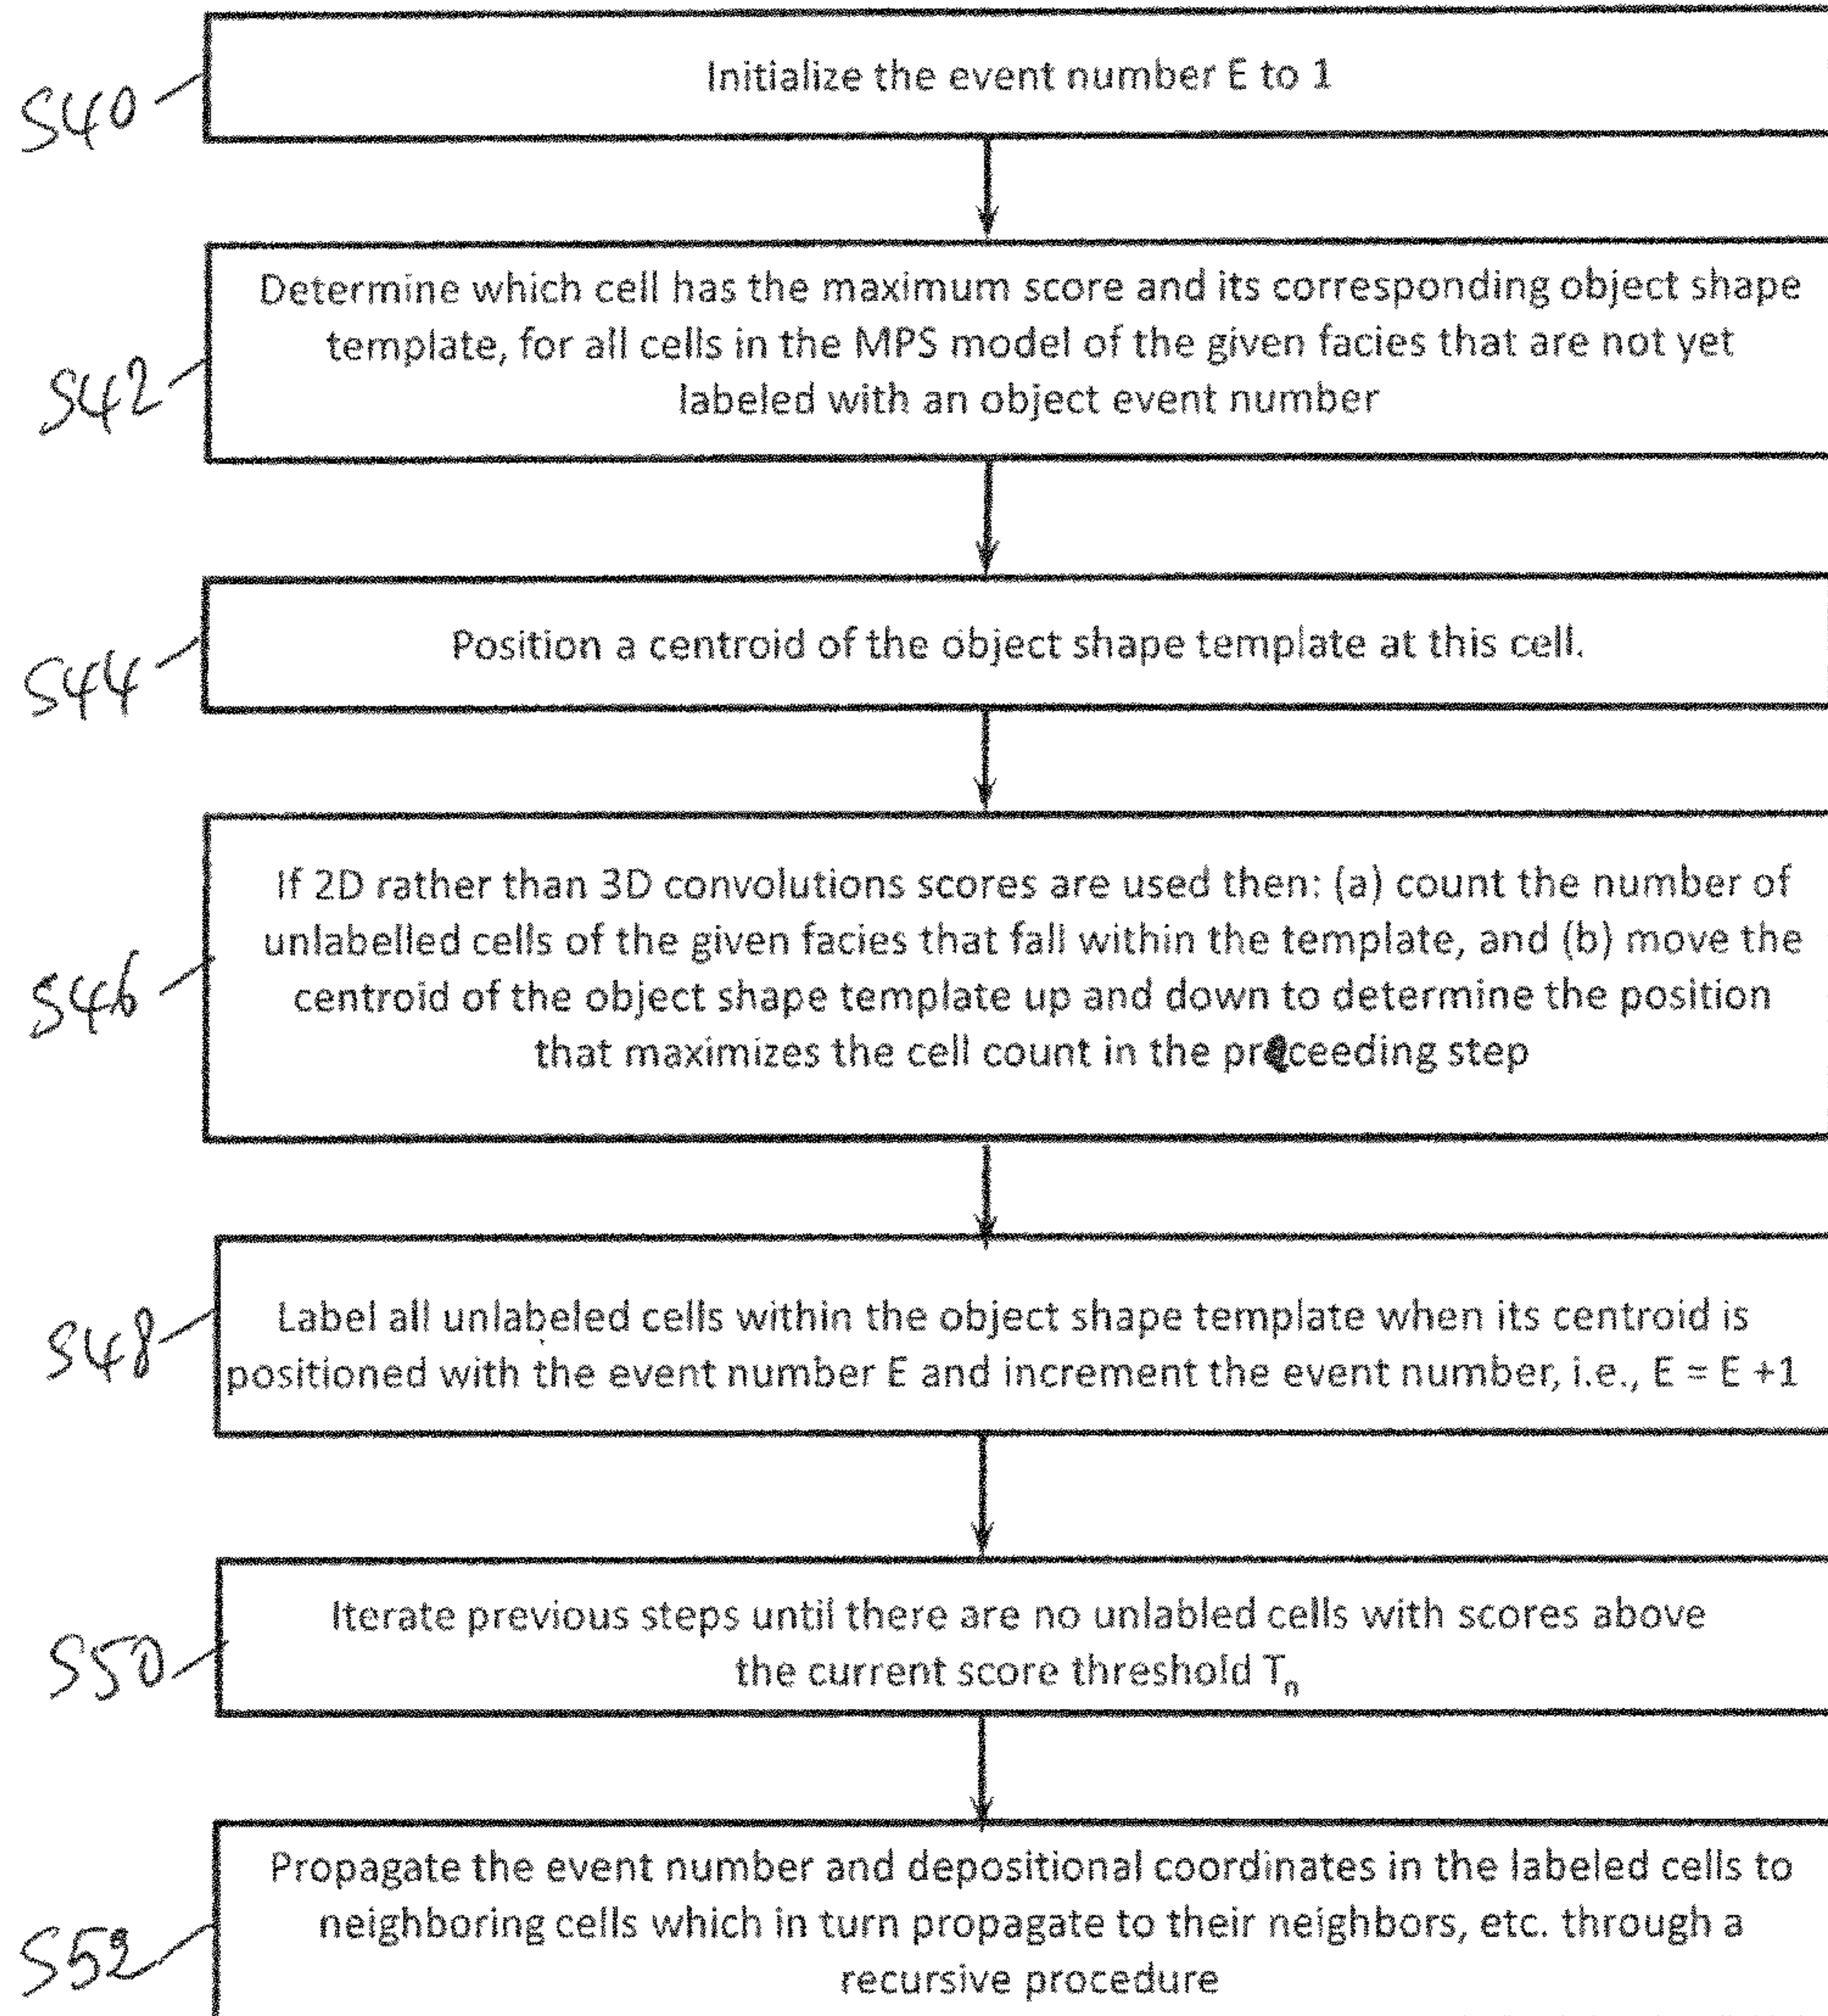 S40
Initialize the event number E to 1
S42
Determine which cell has the maximum score and its corresponding object shape
template, for all cells in the MPS model of the given facies that are not yet
labeled with an object event number
S44
Position a centroid of the object shape template at this cell.
S46
If 2D rather than 3D convolutions scores are used then: (a) count the number of
unlabelled cells of the given facies that fall within the template, and (b) move the
centroid of the object shape template up and down to determine the position
that maximizes the cell count in the preceeding step
S48
Label all unlabeled cells within the object shape template when its centroid is
positioned with the event number E and increment the event number, i.e., E = E +1
S50
Iterate previous steps until there are no unlabled cells with scores above
the current score threshold Tn
S52
Propagate the event number and depositional coordinates in the labeled cells to
neighboring cells which in turn propagate to their neighbors, etc. through a
recursive procedure